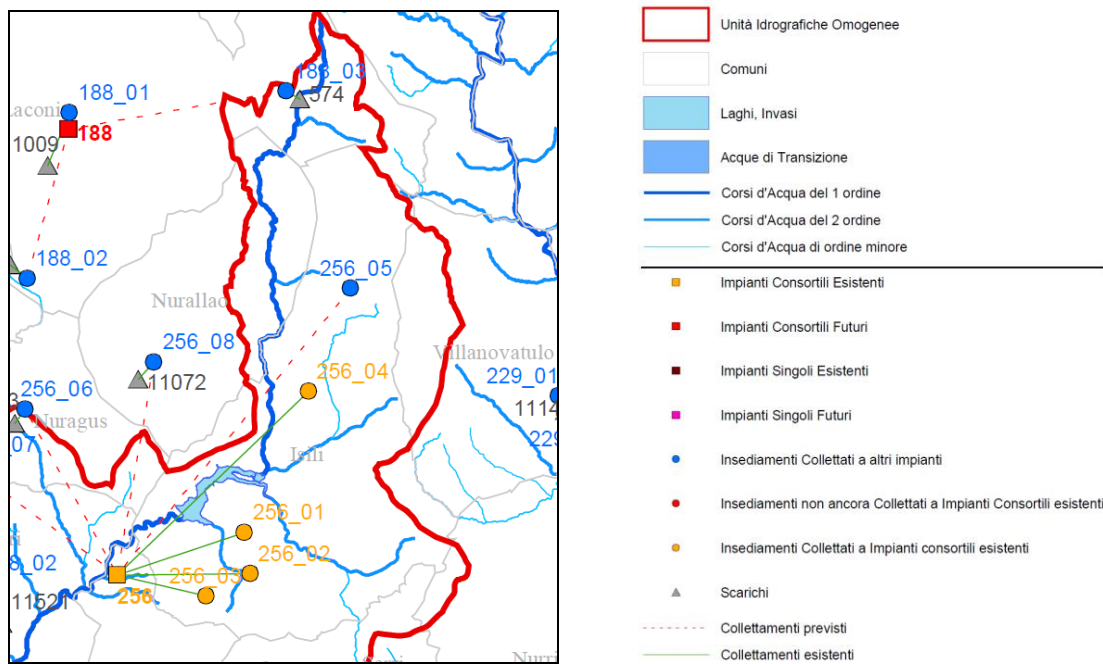 188_03
574
188_01
188
1009
188_02
256_05
Nurallao
256_08
11072
Villanovatulo
229_01
256_04
256_06
Nuragus
Isili
256_01
256_02
256_03
256
11521
Unità Idrografiche Omogenee
Comuni
Laghi, Invasi
Acque di Transizione
Corsi d'Acqua del 1 ordine
Corsi d'Acqua del 2 ordine
Corsi d'Acqua di ordine minore
Impianti Consortili Esistenti
Impianti Consortili Futuri
Impianti Singoli Esistenti
Impianti Singoli Futuri
Insediamenti Collettati a altri impianti
Insediamenti non ancora Collettati a Impianti Consortili esistenti
Insediamenti Collettati a Impianti consortili esistenti
Scarichi
Collettamenti previsti
Collettamenti esistenti